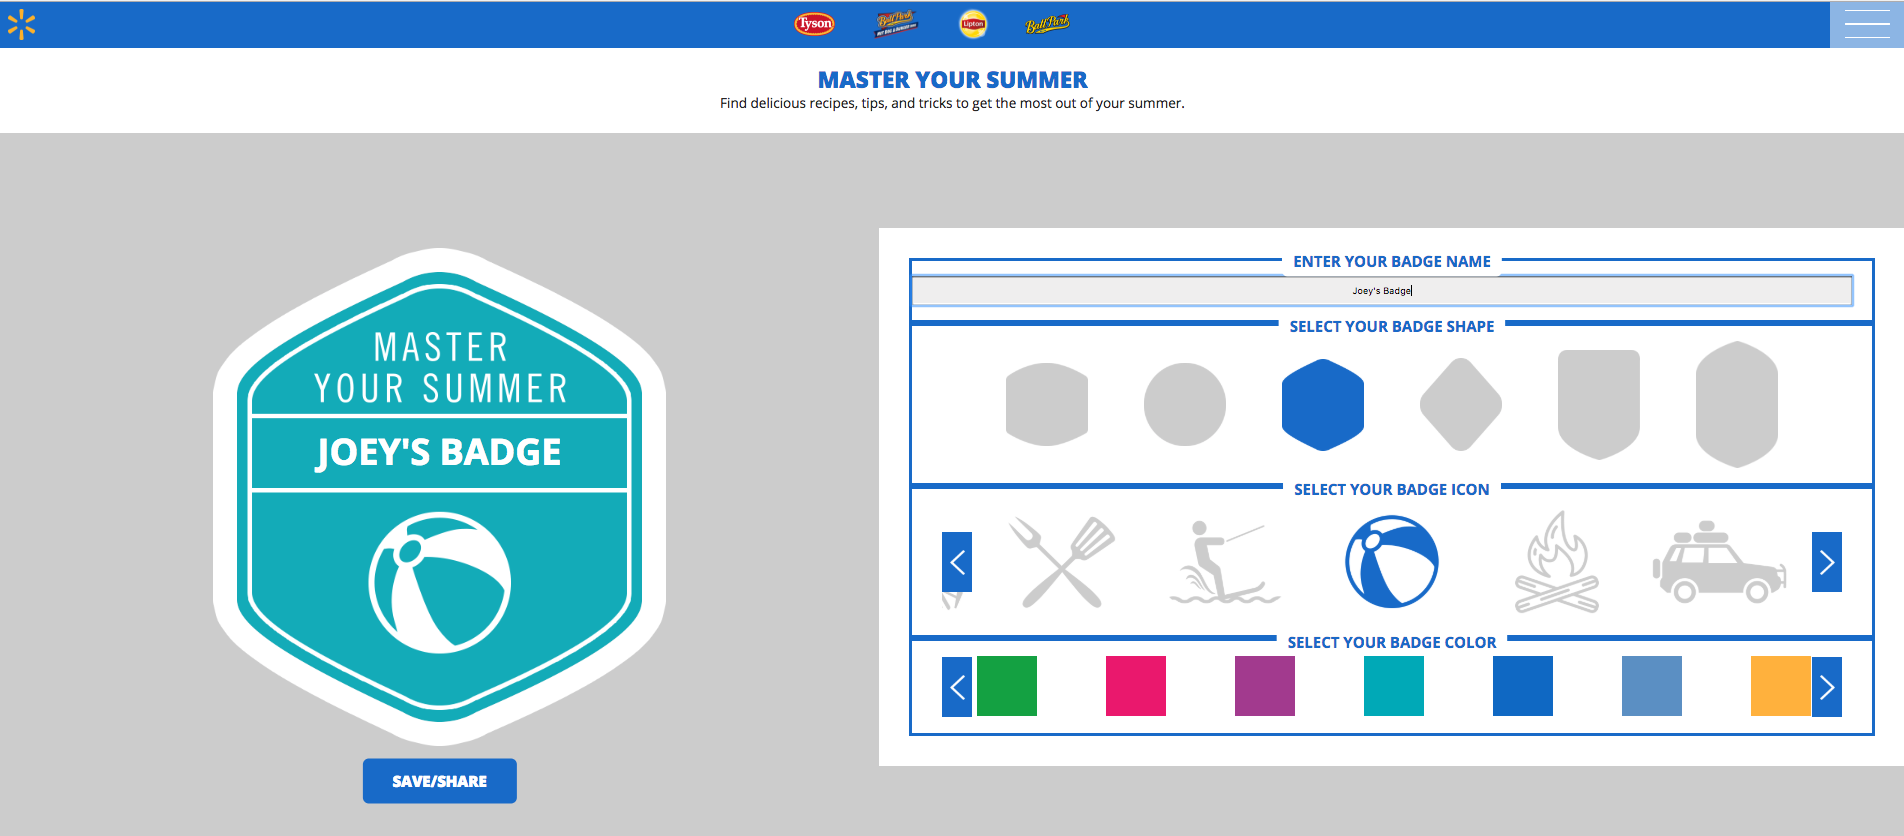 Tyson
Ball Park
Lipton
Ball Park
MASTER YOUR SUMMER
Find delicious recipes, tips, and tricks to get the most out of your summer.
MASTER
YOUR SUMMER
JOEY'S BADGE
SAVE/SHARE
ENTER YOUR BADGE NAME
Joey's Badge
SELECT YOUR BADGE SHAPE
SELECT YOUR BADGE ICON
SELECT YOUR BADGE COLOR